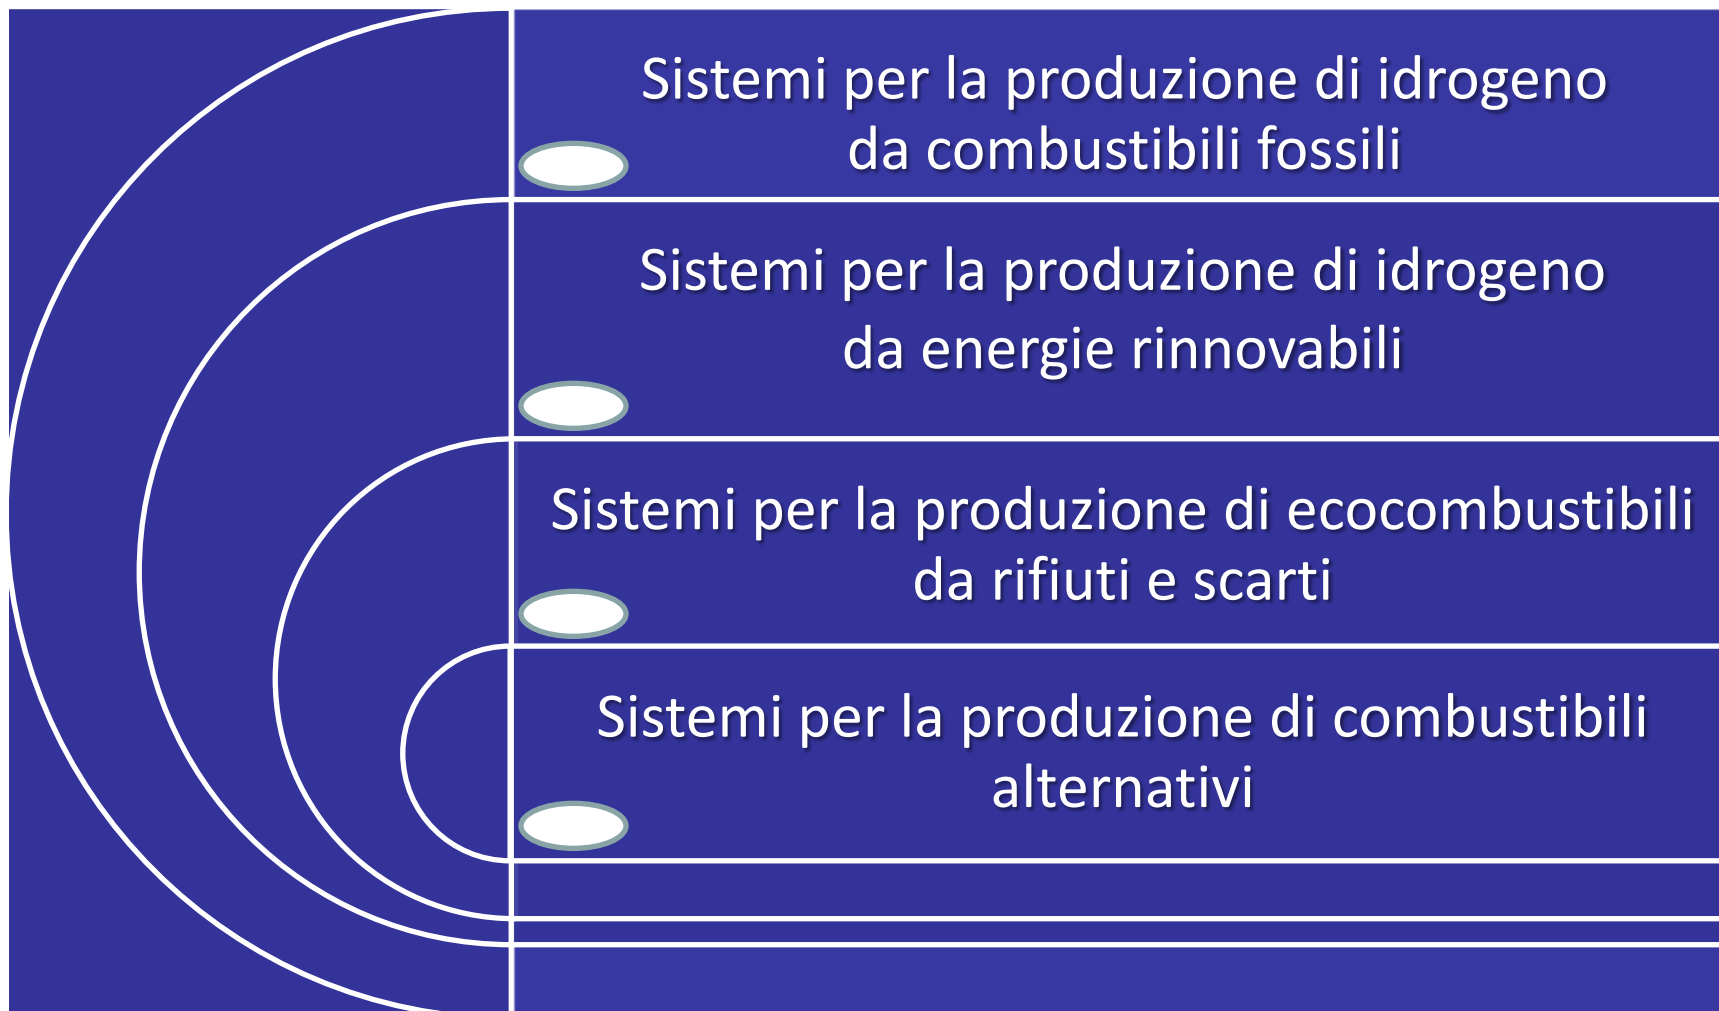 Sistemi per la produzione di idrogeno
da combustibili fossili
Sistemi per la produzione di idrogeno
da energie rinnovabili
Sistemi per la produzione di ecocombustibili
da rifiuti e scarti
Sistemi per la produzione di combustibili
alternativi